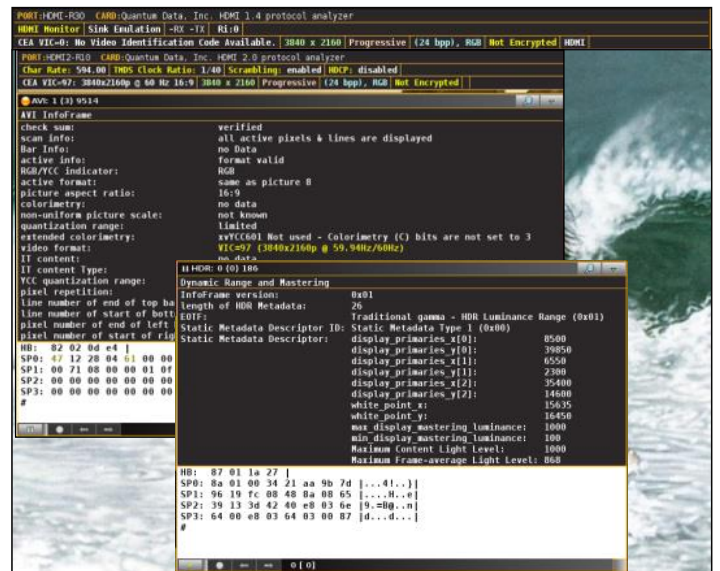 PORT:HDMI-R30 CARD:Quantum Data, Inc. HDMI 1.4 protocol analyzer
HDMI Monitor Sink Emulation -RX -TX Ri:0
CEA VIC=0: No Video Identification Code Available. 3840 x 2160 Progressive (24 bpp), RGB Not Encrypted HDMI
PORT:HDMI2-R10 CARD:Quantum Data, Inc. HDMI 2.0 protocol analyzer
Char Rate: 594.00 TMDS Clock Ratio: 1/40 Scrambling: enabled HDCP: disabled
CEA VIC=97: 3840x2160p @ 60 Hz 16:9 3840 x 2160 Progressive (24 bpp), RGB Not Encrypted
AVI: 1 (3) 9514
AVI InfoFrame
check sum: verified
scan info: all active pixels & lines are displayed
Bar Info: no Data
active info: format valid
RGB/YCC indicator: RGB
active format: same as picture 8
picture aspect ratio: 16:9
colorimetry: no data
non-uniform picture scale: not known
quantization range: limited
extended colorimetry: xvYCC601 Not used - Colorimetry (C) bits are not set to 3
video format: VIC=97 (3840x2160p @ 59.94Hz/60Hz)
IT content: no data
IT content Type:
YCC quantization range:
pixel repetition:
line number of end of top ba
line number of start of bott
pixel number of end of left
pixel number of start of rig
HB: 82 02 0d e4 |
SP0: 47 12 28 04 61 00 00
SP1: 00 71 08 00 00 01 0f
SP2: 00 00 00 00 00 00 00
SP3: 00 00 00 00 00 00 00
#
HDR: 0 (0) 186
Dynamic Range and Mastering
InfoFrame version: 0x01
length of HDR Metadata: 26
EOTF: Traditional gamma - HDR Luminance Range (0x01)
Static Metadata Descriptor ID: Static Metadata Type 1 (0x00)
Static Metadata Descriptor: display_primaries_x[0]: 8500
display_primaries_y[0]: 39850
display_primaries_x[1]: 6550
display_primaries_y[1]: 2300
display_primaries_x[2]: 35400
display_primaries_y[2]: 14600
white_point_x: 15635
white_point_y: 16450
max_display_mastering_luminance: 1000
min_display_mastering_luminance: 100
Maximum Content Light Level: 1000
Maximum Frame-average Light Level: 868
HB: 87 01 1a 27 |
SP0: 8a 01 00 34 21 aa 9b 7d |...4!..}|
SP1: 96 19 fc 08 48 8a 08 65 |....H..e|
SP2: 39 13 3d 42 40 e8 03 6e |9.=B@..n|
SP3: 64 00 e8 03 64 03 00 87 |d...d...|
#
0 [ 0]